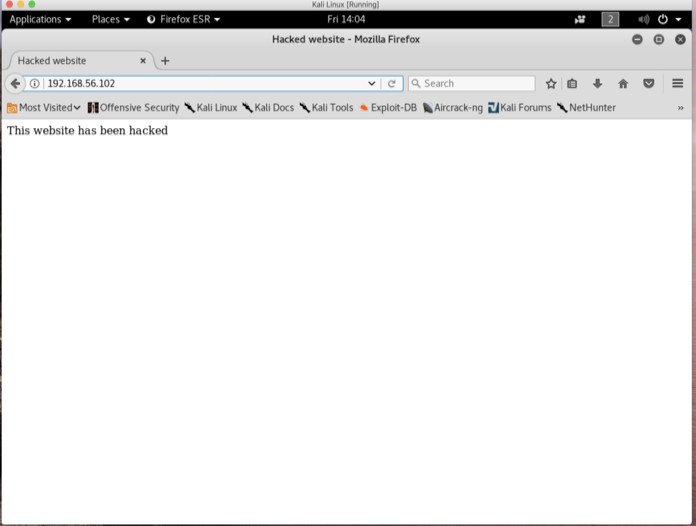 Kali Linux [Running]
Applications Places Firefox ESR Fri 14:04 2
Hacked website - Mozilla Firefox
Hacked website
192.168.56.102 Search
Most Visited Offensive Security Kali Linux Kali Docs Kali Tools Exploit-DB Aircrack-ng Kali Forums NetHunter »
This website has been hacked